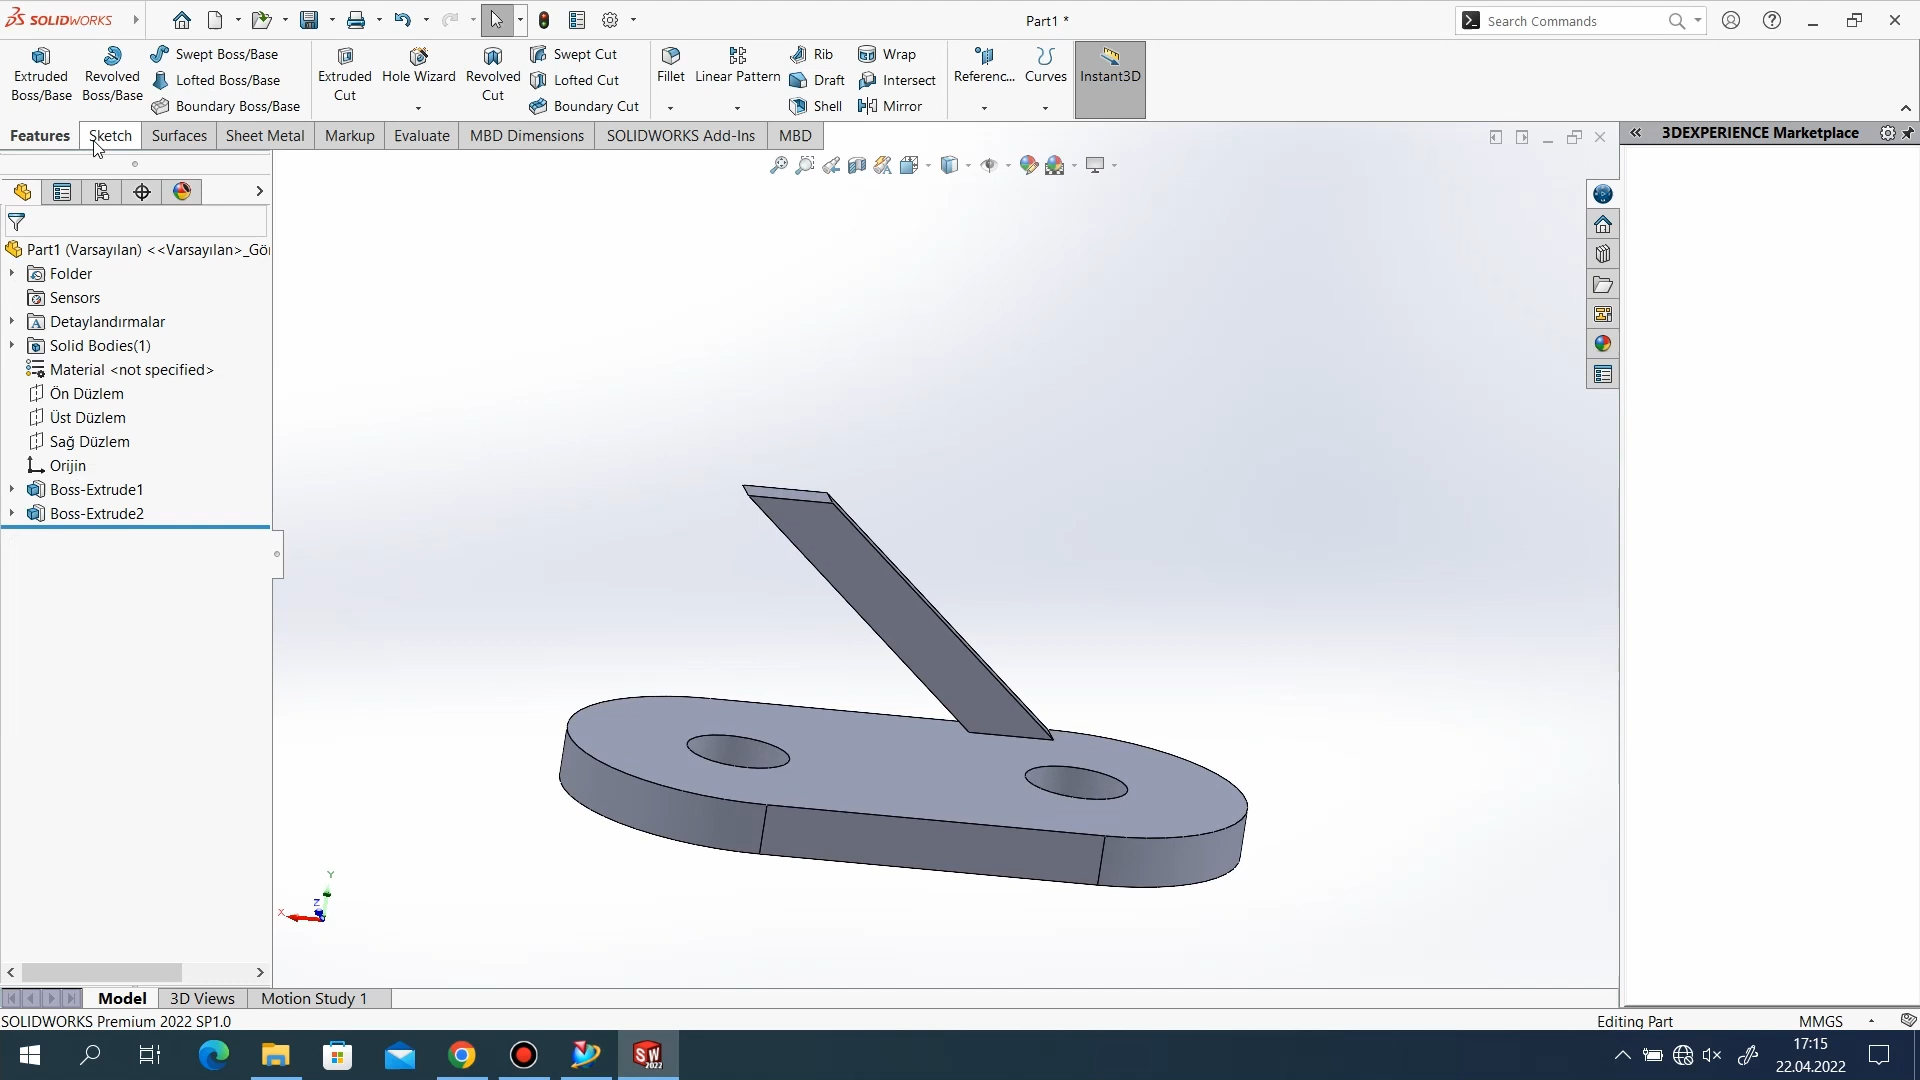 SOLIDWORKS
Part1 *
Search Commands
Extruded Boss/Base
Revolved Boss/Base
Swept Boss/Base
Lofted Boss/Base
Boundary Boss/Base
Extruded Cut
Hole Wizard
Revolved Cut
Swept Cut
Lofted Cut
Boundary Cut
Fillet
Linear Pattern
Rib
Draft
Shell
Wrap
Intersect
Mirror
Referenc...
Curves
Instant3D
Features
Sketch
Surfaces
Sheet Metal
Markup
Evaluate
MBD Dimensions
SOLIDWORKS Add-Ins
MBD
3DEXPERIENCE Marketplace
Part1 (Varsayılan) <<Varsayılan>_Gör
Folder
Sensors
Detaylandırmalar
Solid Bodies(1)
Material <not specified>
Ön Düzlem
Üst Düzlem
Sağ Düzlem
Orijin
Boss-Extrude1
Boss-Extrude2
Y
X
Z
Model
3D Views
Motion Study 1
SOLIDWORKS Premium 2022 SP1.0
Editing Part
MMGS
SW
2022
17:15
22.04.2022